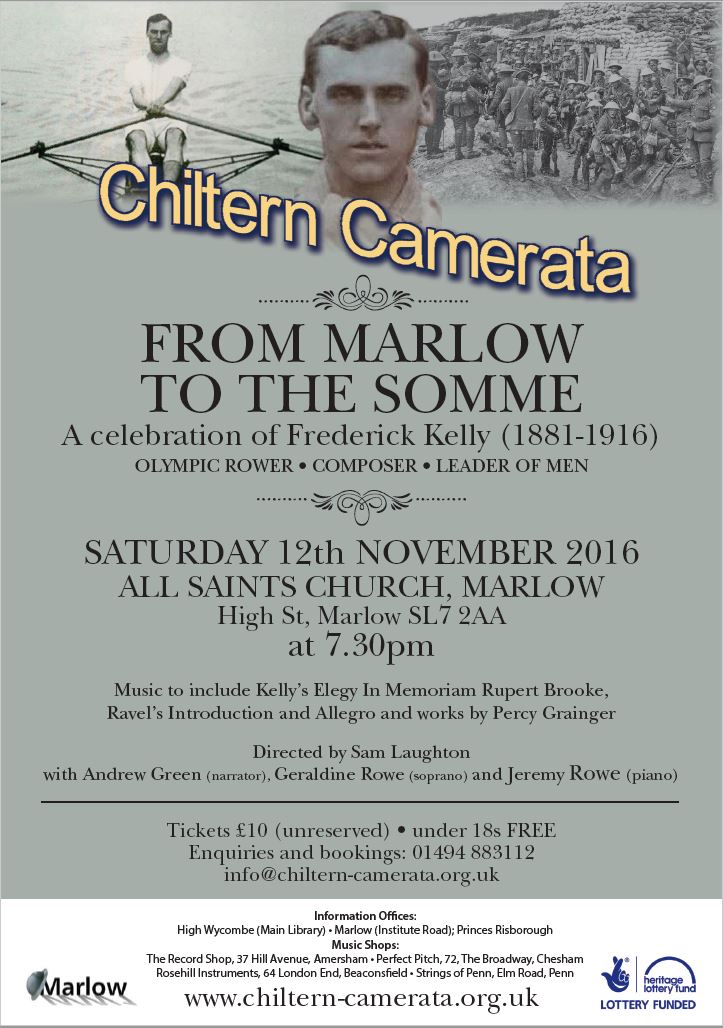 Chiltern Camerata
FROM MARLOW
TO THE SOMME
A celebration of Frederick Kelly (1881-1916)
OLYMPIC ROWER • COMPOSER • LEADER OF MEN
SATURDAY 12th NOVEMBER 2016
ALL SAINTS CHURCH, MARLOW
High St, Marlow SL7 2AA
at 7.30pm
Music to include Kelly's Elegy In Memoriam Rupert Brooke,
Ravel's Introduction and Allegro and works by Percy Grainger
Directed by Sam Laughton
with Andrew Green (narrator), Geraldine Rowe (soprano) and Jeremy Rowe (piano)
Tickets £10 (unreserved) • under 18s FREE
Enquiries and bookings: 01494 883112
info@chiltern-camerata.org.uk
Information Offices:
High Wycombe (Main Library) • Marlow (Institute Road); Princes Risborough
Music Shops:
The Record Shop, 37 Hill Avenue, Amersham • Perfect Pitch, 72, The Broadway, Chesham
Rosehill Instruments, 64 London End, Beaconsfield • Strings of Penn, Elm Road, Penn
www.chiltern-camerata.org.uk
Marlow
heritage
lottery fund
LOTTERY FUNDED